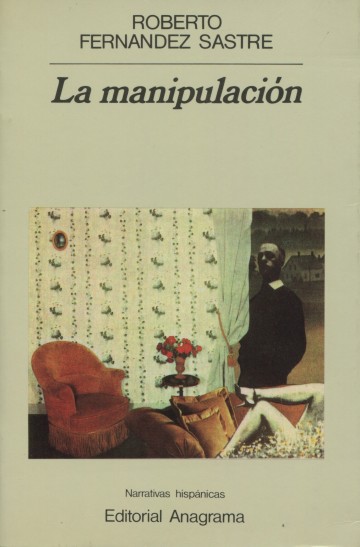 ROBERTO
FERNANDEZ SASTRE
La manipulación
Narrativas hispánicas
Editorial Anagrama